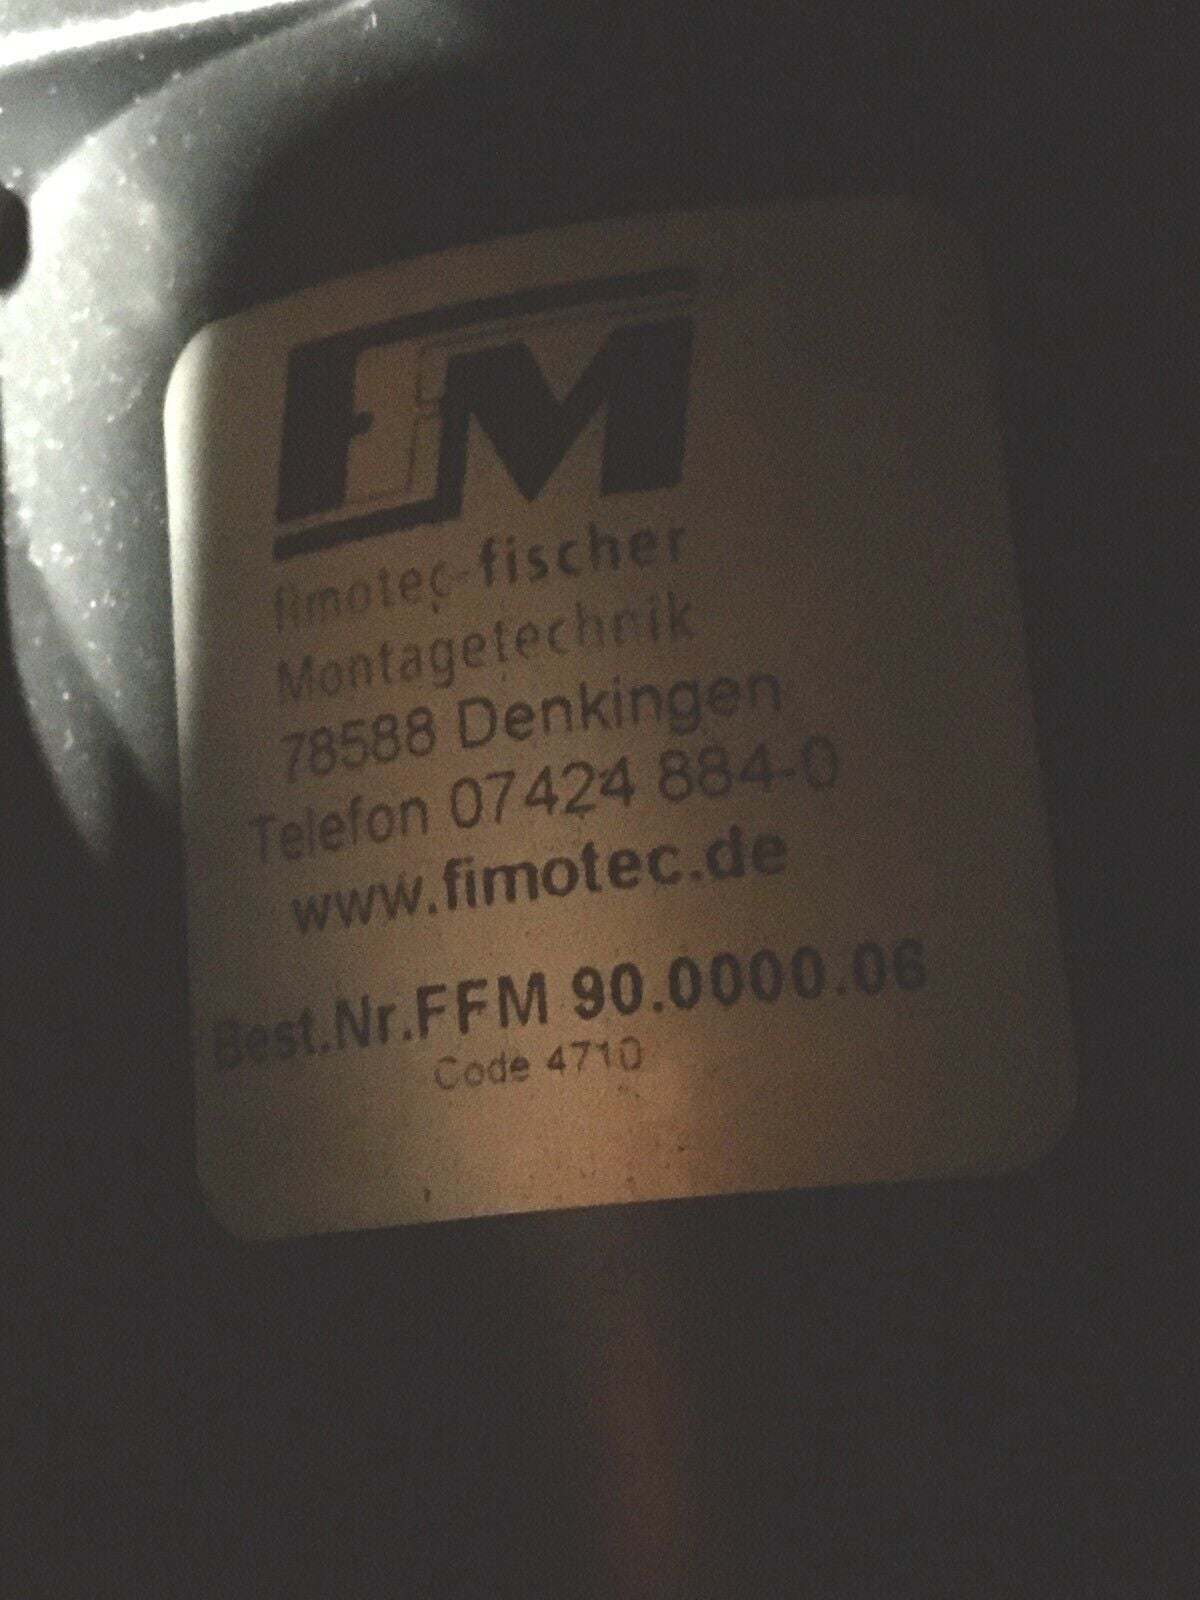 FM
fimotec-fischer
Montagetechnik
78588 Denkingen
Telefon 07424 884-0
www.fimotec.de
Best.Nr.FFM 90.0000.06
Code 4710